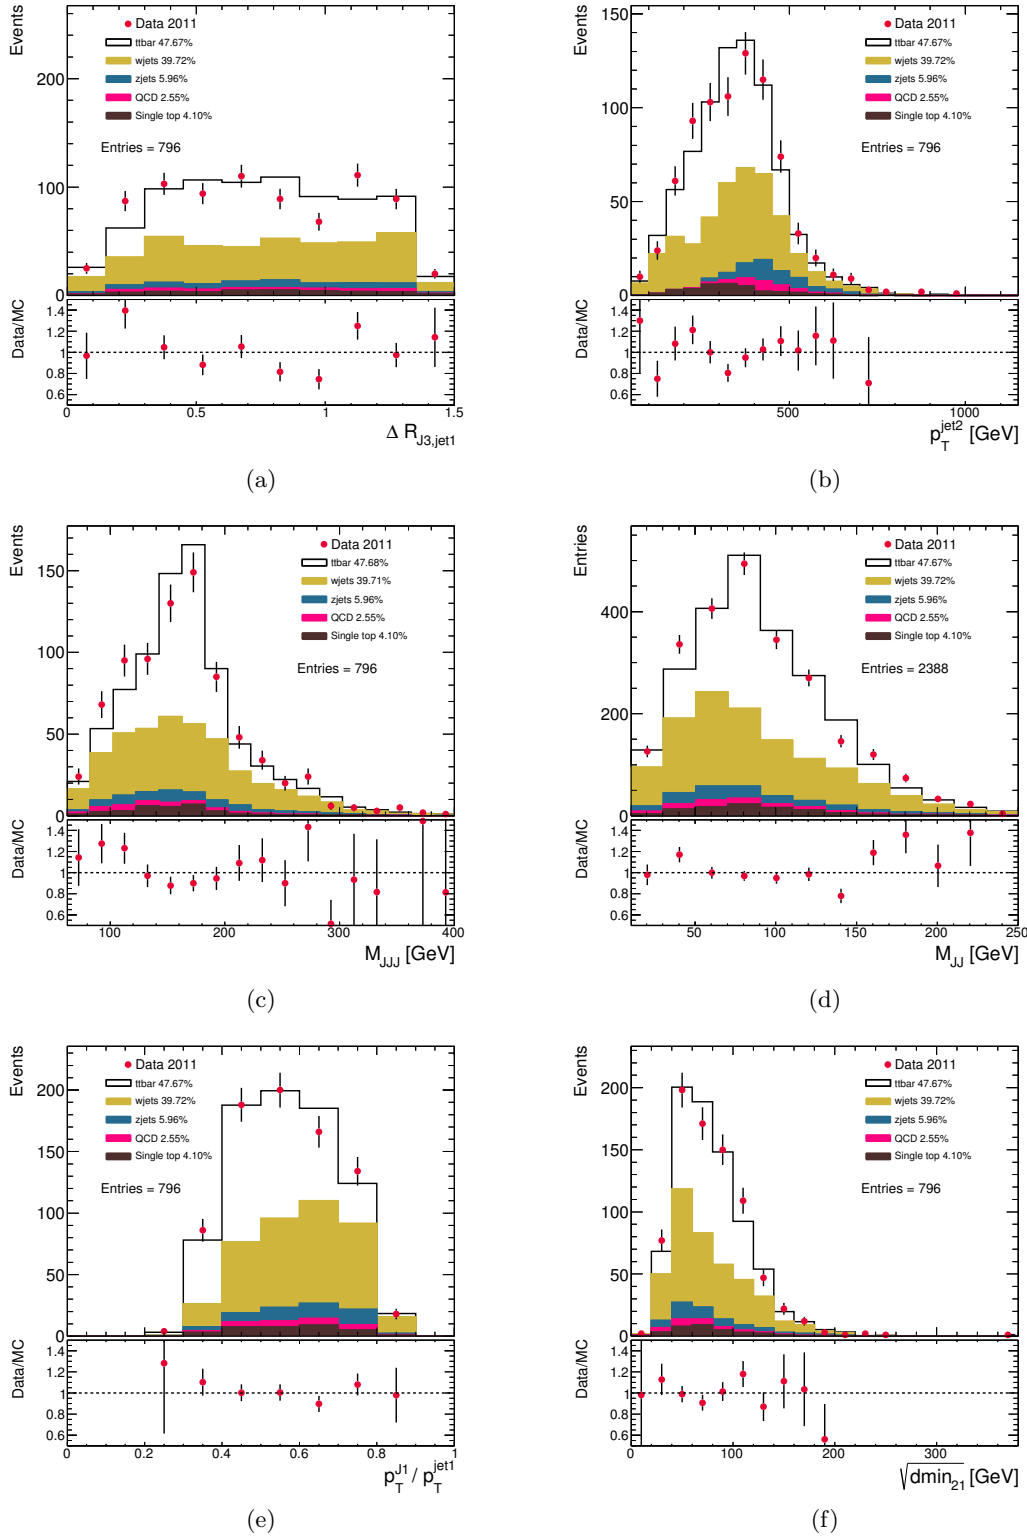 Events
Data 2011
ttbar 47.67%
wjets 39.72%
zjets 5.96%
QCD 2.55%
Single top 4.10%
Entries = 796
200
100
0
Data/MC
1.4
1.2
1
0.8
0.6
0 0.5 1 1.5
Δ R_J3,jet1
(a)
Events
Data 2011
ttbar 47.67%
wjets 39.72%
zjets 5.96%
QCD 2.55%
Single top 4.10%
Entries = 796
150
100
50
0
Data/MC
1.4
1.2
1
0.8
0.6
500 1000
p_T^jet2 [GeV]
(b)
Events
Data 2011
ttbar 47.68%
wjets 39.71%
zjets 5.96%
QCD 2.55%
Single top 4.10%
Entries = 796
150
100
50
0
Data/MC
1.4
1.2
1
0.8
0.6
100 200 300 400
M_JJJ [GeV]
(c)
Entries
Data 2011
ttbar 47.67%
wjets 39.72%
zjets 5.96%
QCD 2.55%
Single top 4.10%
Entries = 2388
400
200
0
Data/MC
1.4
1.2
1
0.8
0.6
50 100 150 200 250
M_JJ [GeV]
(d)
Events
Data 2011
ttbar 47.67%
wjets 39.72%
zjets 5.96%
QCD 2.55%
Single top 4.10%
Entries = 796
200
150
100
50
0
Data/MC
1.4
1.2
1
0.8
0.6
0 0.2 0.4 0.6 0.8 1
p_T^J1 / p_T^jet1
(e)
Events
Data 2011
ttbar 47.67%
wjets 39.72%
zjets 5.96%
QCD 2.55%
Single top 4.10%
Entries = 796
200
150
100
50
0
Data/MC
1.4
1.2
1
0.8
0.6
0 100 200 300
√dmin_21 [GeV]
(f)